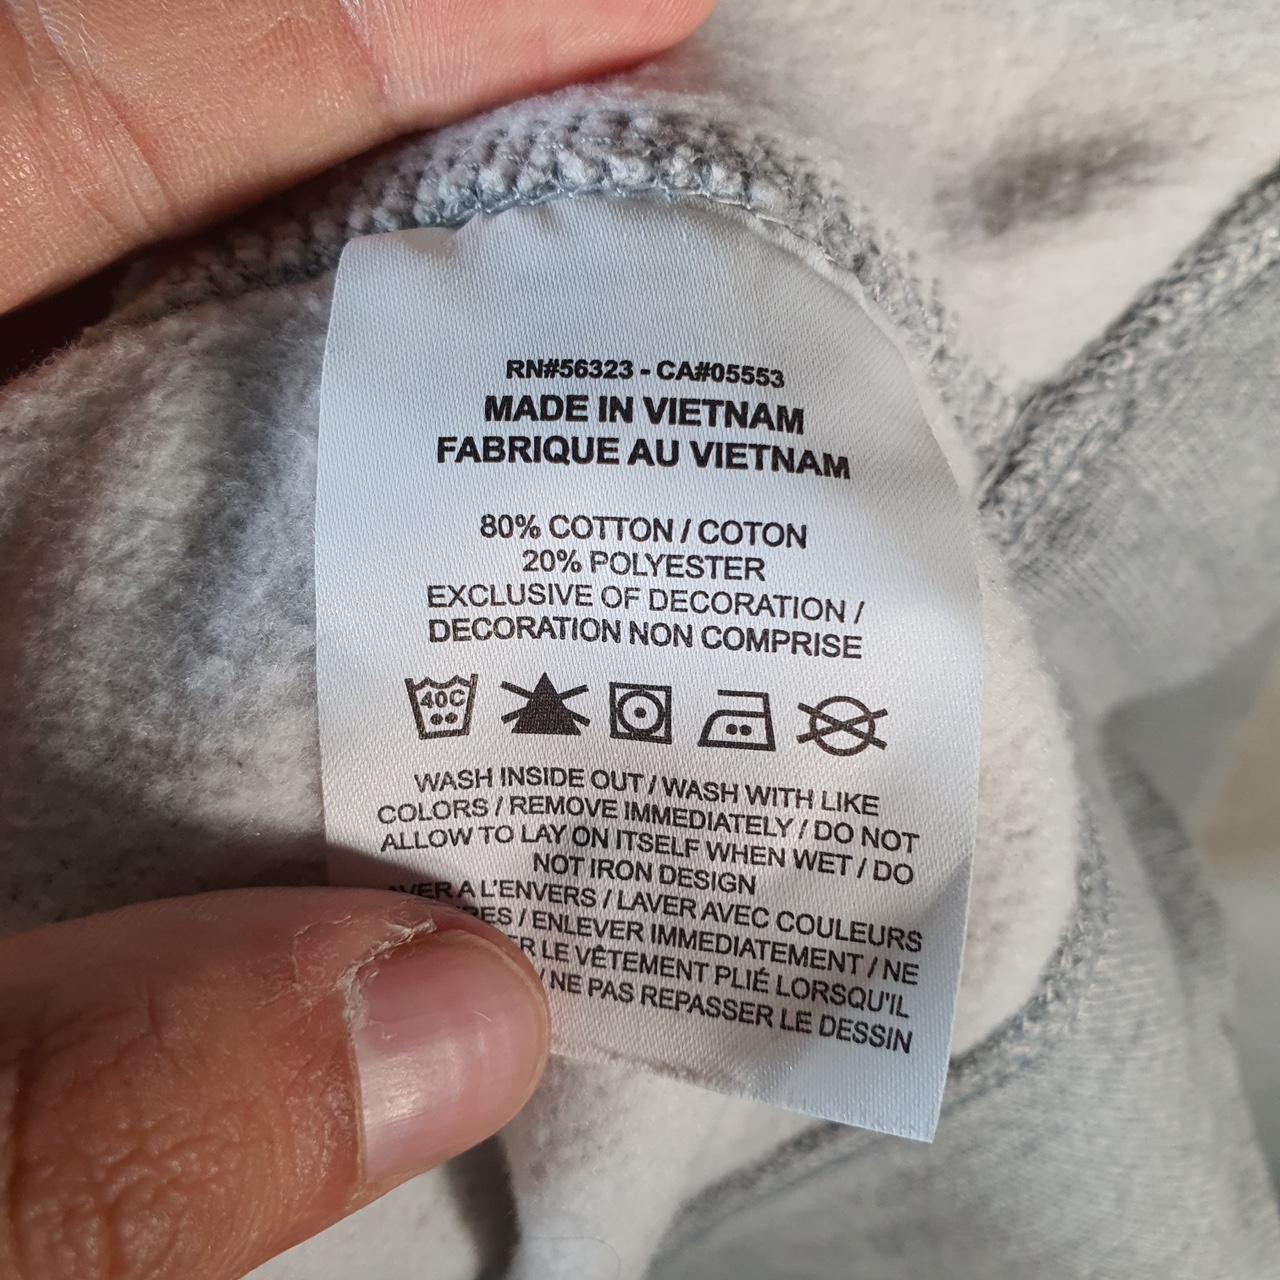 RN#56323 - CA#05553
MADE IN VIETNAM
FABRIQUE AU VIETNAM
80% COTTON / COTON
20% POLYESTER
EXCLUSIVE OF DECORATION /
DECORATION NON COMPRISE
40C
WASH INSIDE OUT / WASH WITH LIKE
COLORS / REMOVE IMMEDIATELY / DO NOT
ALLOW TO LAY ON ITSELF WHEN WET / DO
NOT IRON DESIGN
A L'ENVERS / LAVER AVEC COULEURS
/ ENLEVER IMMEDIATEMENT / NE
LE VÊTEMENT PLIÉ LORSQU'IL
/ NE PAS REPASSER LE DESSIN